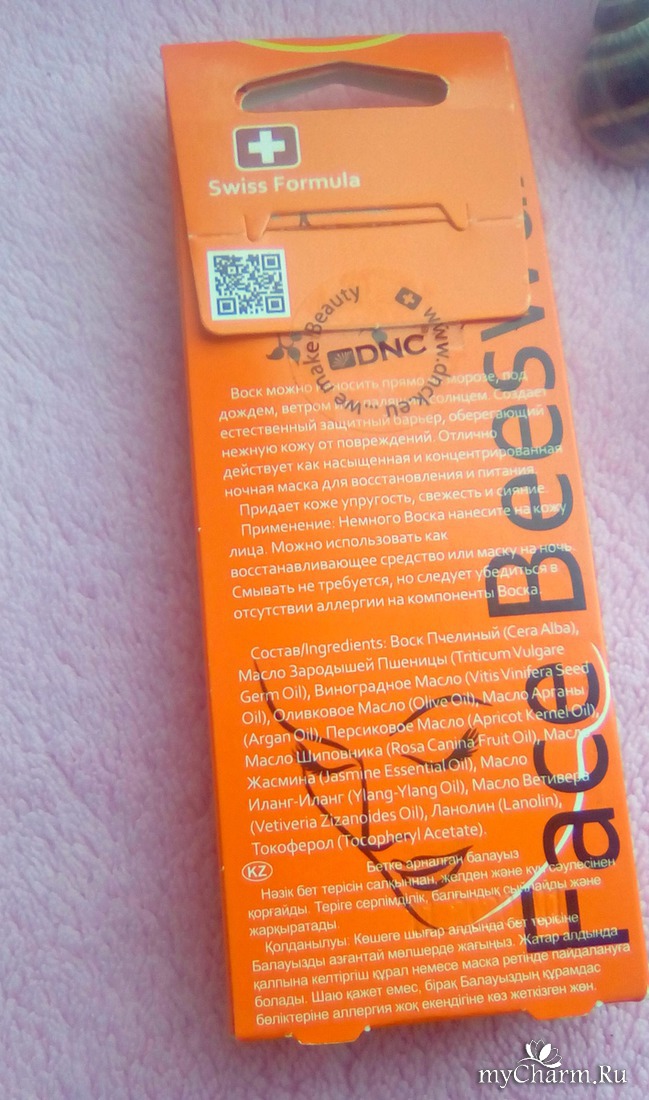 Swiss Formula
...we make Beauty
www.dnck.eu
DNC
Face Beesw
Воск можно наносить прямо морозе, под
дождем, ветром палящим солнцем. Создает
естественный защитный барьер, оберегающий
нежную кожу от повреждений. Отлично
действует как насыщенная и концентрированная
ночная маска для восстановления и питания.
Придает коже упругость, свежесть и сияние.
Применение: Немного Воска нанесите на кожу
лица. Можно использовать как
восстанавливающее средство или маску на ночь.
Смывать не требуется, но следует убедиться в
отсутствии аллергии на компоненты Воска.
Состав/Ingredients: Воск Пчелиный (Cera Alba),
Масло Зародышей Пшеницы (Triticum Vulgare
Germ Oil), Виноградное Масло (Vitis Vinifera Seed
Oil), Оливковое Масло (Olive Oil), Масло Арганы
(Argan Oil), Персиковое Масло (Apricot Kernel Oil),
Масло Шиповника (Rosa Canina Fruit Oil), Масл
Жасмина (Jasmine Essential Oil), Масло
Иланг-Иланг (Ylang-Ylang Oil), Масло Ветивера
(Vetiveria Zizanoides Oil), Ланолин (Lanolin),
Токоферол (Tocopheryl Acetate).
KZ
Бетке арналған балауыз
Нәзік бет терісін салқыннан, желден және күн сәулесінен
қорғайды. Теріге серпімділік, балғындық сыйлайды және
жарқыратады.
Қолданылуы: Көшеге шығар алдында бет терісіне
Балауызды азғантай мөлшерде жағыңыз. Жатар алдында
қалпына келтіргіш құрал немесе маска ретінде пайдалануға
болады. Шаю қажет емес, бірақ Балауыздың құрамдас
бөліктеріне аллергия жоқ екендігіне көз жеткізген жөн.
myCharm.Ru